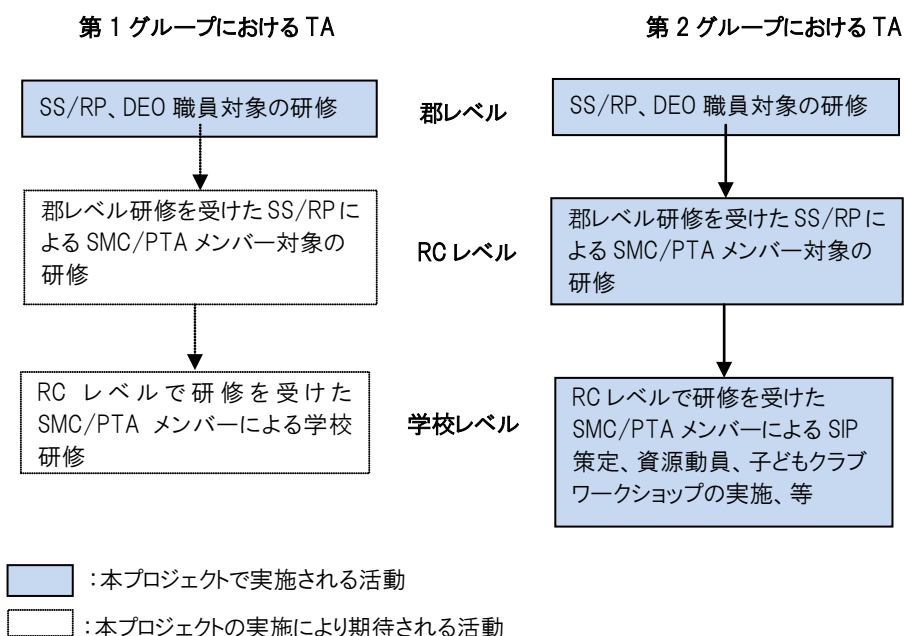 第 1 グループにおける TA
第 2 グループにおける TA
SS/RP、DEO 職員対象の研修
郡レベル
SS/RP、DEO 職員対象の研修
郡レベル研修を受けた SS/RP に
よる SMC/PTA メンバー対象の
研修
RC レベル
郡レベル研修を受けた SS/RP に
よる SMC/PTA メンバー対象の
研修
RC レベルで研修を受けた
SMC/PTA メンバーによる学校
研修
学校レベル
RC レベルで研修を受けた
SMC/PTA メンバーによる SIP
策定、資源動員、子どもクラブ
ワークショップの実施、等
：本プロジェクトで実施される活動
：本プロジェクトの実施により期待される活動